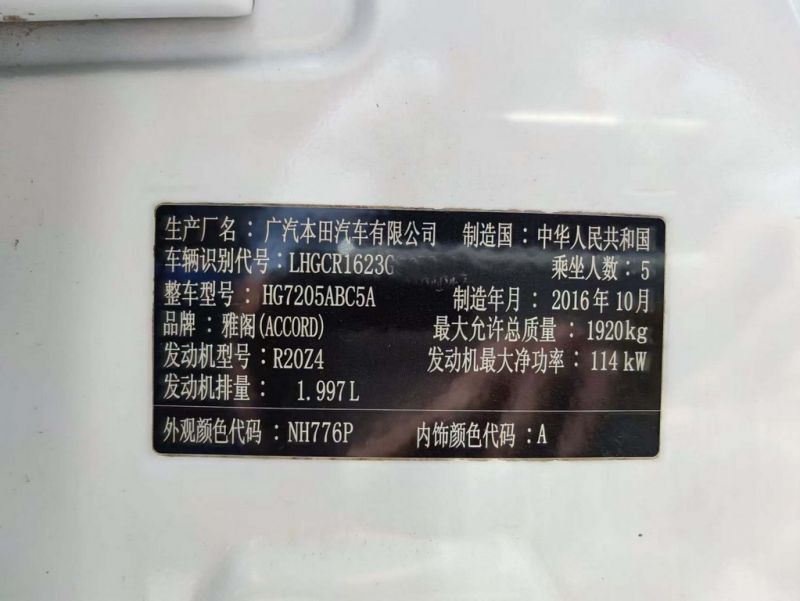 生产厂名：广汽本田汽车有限公司 制造国：中华人民共和国
车辆识别代号：LHGCR1623 乘坐人数：5
整车型号：HG7205ABC5A 制造年月：2016年10月
品牌：雅阁(ACCORD) 最大允许总质量：1920kg
发动机型号：R20Z4 发动机最大净功率：114kW
发动机排量：1.997L
外观颜色代码：NH776P 内饰颜色代码：A